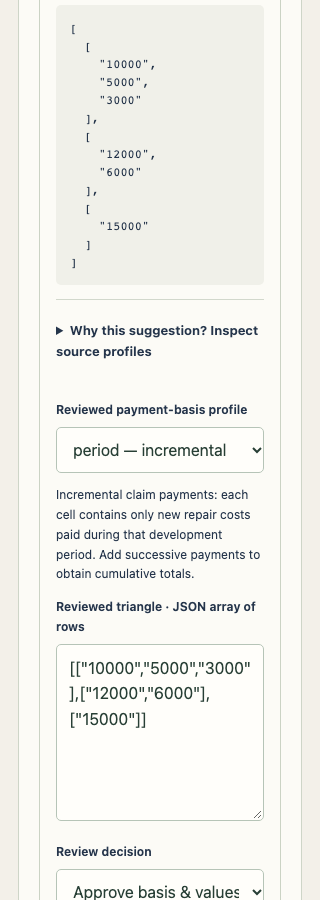 [
[
"10000",
"5000",
"3000"
],
[
"12000",
"6000"
],
[
"15000"
]
]
▶ Why this suggestion? Inspect
source profiles
Reviewed payment-basis profile
period — incremental
Incremental claim payments: each
cell contains only new repair costs
paid during that development
period. Add successive payments to
obtain cumulative totals.
Reviewed triangle · JSON array of
rows
[["10000","5000","3000"
],["12000","6000"],
["15000"]]
Review decision
Approve basis & values